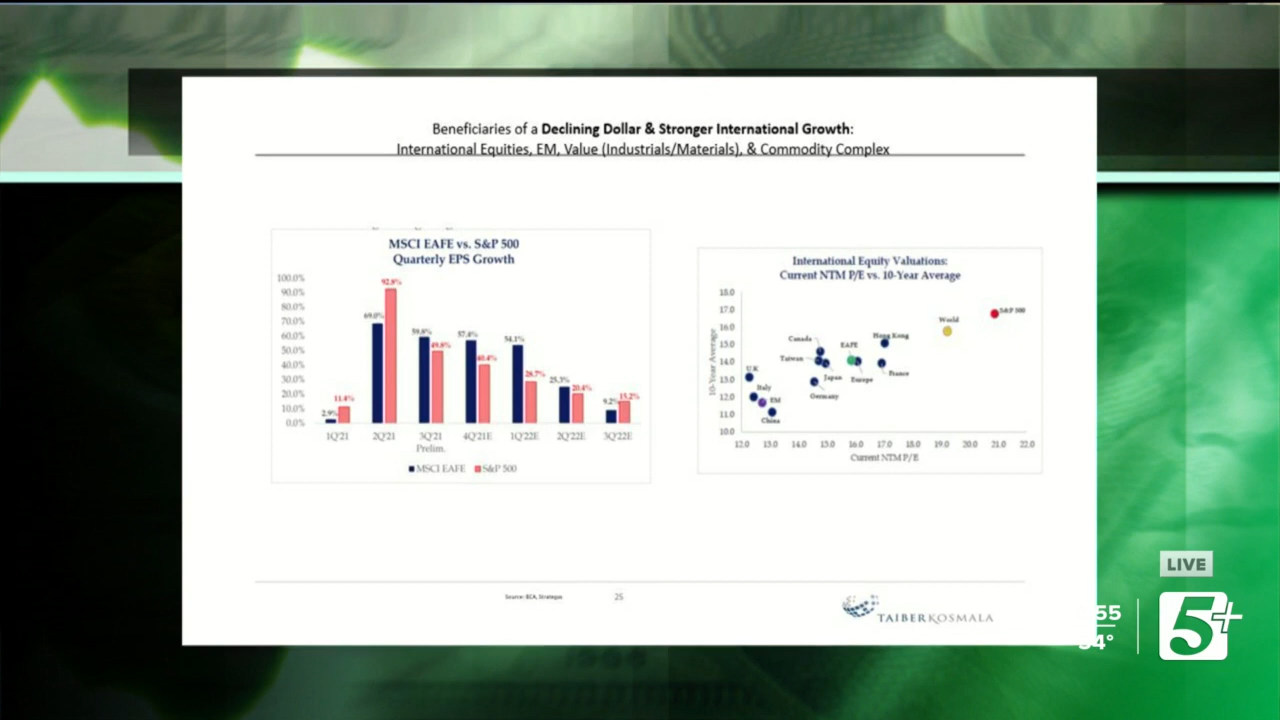 Beneficiaries of a Declining Dollar & Stronger International Growth:
International Equities, EM, Value (Industrials/Materials), & Commodity Complex
MSCI EAFE vs. S&P 500
Quarterly EPS Growth
100.0%
90.0%
80.0%
70.0%
60.0%
50.0%
40.0%
30.0%
20.0%
10.0%
0.0%
2.9%
11.4%
69.0%
92.8%
59.6%
49.8%
57.4%
40.4%
54.1%
28.7%
25.3%
20.4%
9.2%
15.2%
1Q'21 2Q'21 3Q'21 4Q'21E 1Q'22E 2Q'22E 3Q'22E
Prelim.
MSCI EAFE S&P 500
International Equity Valuations:
Current NTM P/E vs. 10-Year Average
10-Year Average
18.0
17.0
16.0
15.0
14.0
13.0
12.0
11.0
10.0
S&P 500
World
Hong Kong
Canada
EAFE
Taiwan
Japan
Europe
France
U.K
Italy
Germany
EM
China
12.0 13.0 14.0 15.0 16.0 17.0 18.0 19.0 20.0 21.0 22.0
Current NTM P/E
Source: BCA, Strategas
25
TAIBERKOSMALA
LIVE
55
54°
5+